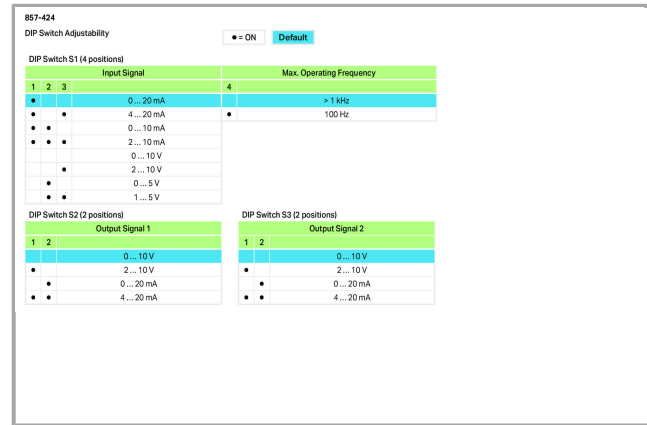 857-424
DIP Switch Adjustability
● = ON Default
DIP Switch S1 (4 positions)
Input Signal Max. Operating Frequency
1 2 3 4
● 0 ... 20 mA > 1 kHz
● ● 4 ... 20 mA ● 100 Hz
● ● 0 ... 10 mA
● ● ● 2 ... 10 mA
0 ... 10 V
● 2 ... 10 V
● 0 ... 5 V
● ● 1 ... 5 V
DIP Switch S2 (2 positions) DIP Switch S3 (2 positions)
Output Signal 1 Output Signal 2
1 2 1 2
0 ... 10 V 0 ... 10 V
● 2 ... 10 V ● 2 ... 10 V
● 0 ... 20 mA ● 0 ... 20 mA
● ● 4 ... 20 mA ● ● 4 ... 20 mA